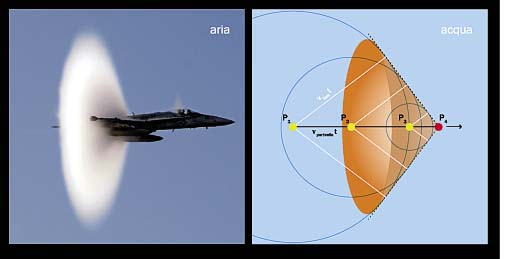 aria
acqua
P₁
P₂
P₃
P₄
v particella t